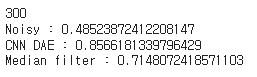 300
Noisy : 0.48523872412208147
CNN DAE : 0.8566181339796429
Median filter : 0.7148072418571103